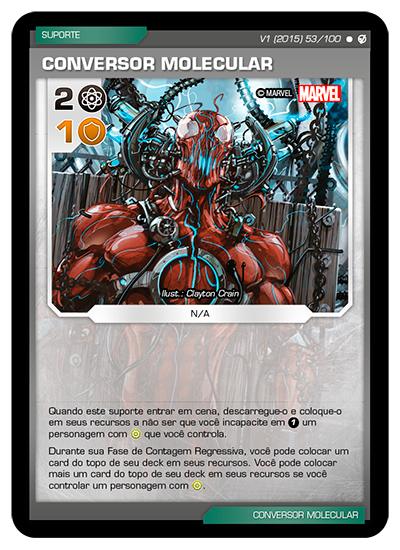 SUPORTE
V1 (2015) 53/100
CONVERSOR MOLECULAR
2
10
© MARVEL MARVEL
Ilust.: Clayton Crain
N/A
Quando este suporte entrar em cena, descarregue-o e coloque-o
em seus recursos a não ser que você incapacite em 1 um
personagem com que você controla.
Durante sua Fase de Contagem Regressiva, você pode colocar um
card do topo de seu deck em seus recursos. Você pode colocar
mais um card do topo de seu deck em seus recursos se você
controlar um personagem com .
CONVERSOR MOLECULAR